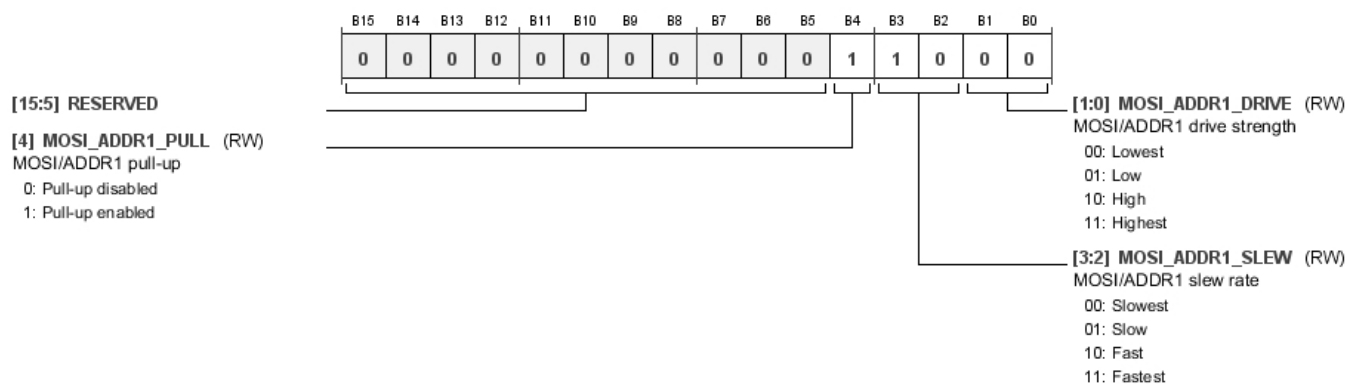 B15 B14 B13 B12 B11 B10 B9 B8 B7 B6 B5 B4 B3 B2 B1 B0
0 0 0 0 0 0 0 0 0 0 0 1 1 0 0 0
[15:5] RESERVED
[4] MOSI_ADDR1_PULL (RW)
MOSI/ADDR1 pull-up
0: Pull-up disabled
1: Pull-up enabled
[1:0] MOSI_ADDR1_DRIVE (RW)
MOSI/ADDR1 drive strength
00: Lowest
01: Low
10: High
11: Highest
[3:2] MOSI_ADDR1_SLEW (RW)
MOSI/ADDR1 slew rate
00: Slowest
01: Slow
10: Fast
11: Fastest